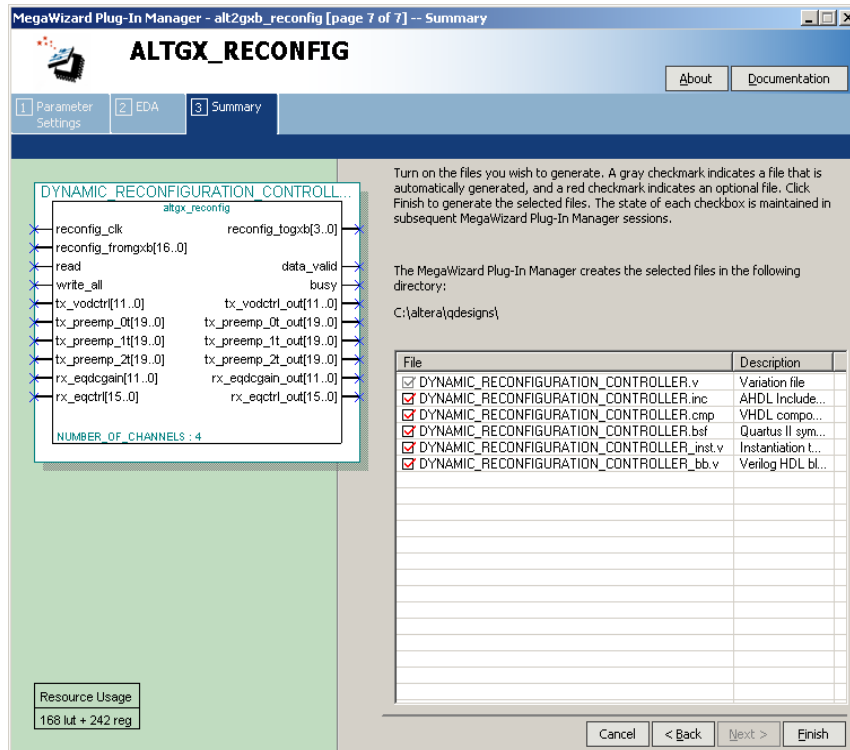 MegaWizard Plug-In Manager - alt2gxb_reconfig [page 7 of 7] -- Summary
ALTGX_RECONFIG
About
Documentation
1 Parameter Settings
2 EDA
3 Summary
DYNAMIC_RECONFIGURATION_CONTROLL...
altgx_reconfig
reconfig_clk reconfig_togxb[3..0]
reconfig_fromgxb[16..0]
read data_valid
write_all busy
tx_vodctrl[11..0] tx_vodctrl_out[11..0]
tx_preemp_0t[19..0] tx_preemp_0t_out[19..0]
tx_preemp_1t[19..0] tx_preemp_1t_out[19..0]
tx_preemp_2t[19..0] tx_preemp_2t_out[19..0]
rx_eqdcgain[11..0] rx_eqdcgain_out[11..0]
rx_eqctrl[15..0] rx_eqctrl_out[15..0]
NUMBER_OF_CHANNELS : 4
Resource Usage
168 lut + 242 reg
Turn on the files you wish to generate. A gray checkmark indicates a file that is
automatically generated, and a red checkmark indicates an optional file. Click
Finish to generate the selected files. The state of each checkbox is maintained in
subsequent MegaWizard Plug-In Manager sessions.
The MegaWizard Plug-In Manager creates the selected files in the following
directory:
C:\altera\qdesigns\
File Description
DYNAMIC_RECONFIGURATION_CONTROLLER.v Variation file
DYNAMIC_RECONFIGURATION_CONTROLLER.inc AHDL Include...
DYNAMIC_RECONFIGURATION_CONTROLLER.cmp VHDL compo...
DYNAMIC_RECONFIGURATION_CONTROLLER.bsf Quartus II sym...
DYNAMIC_RECONFIGURATION_CONTROLLER_inst.v Instantiation t...
DYNAMIC_RECONFIGURATION_CONTROLLER_bb.v Verilog HDL bl...
Cancel
< Back
Next >
Finish